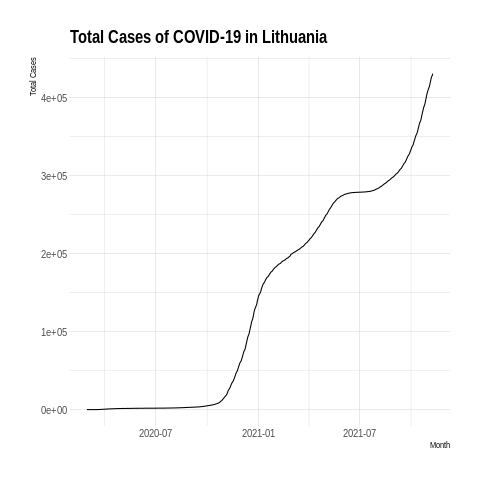 Total Cases of COVID-19 in Lithuania
Total Cases
4e+05
3e+05
2e+05
1e+05
0e+00
2020-07
2021-01
2021-07
Month